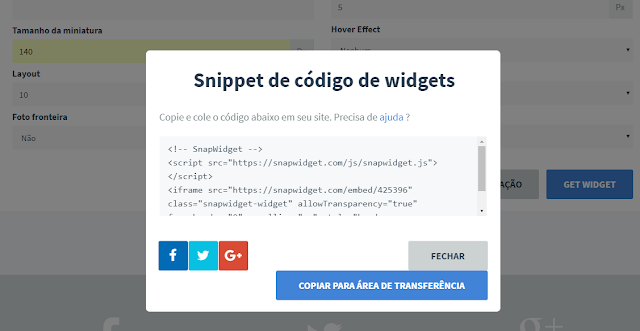 5
Px
Tamanho da miniatura
Hover Effect
140
Layout
10
Foto fronteira
Não
AÇÃO
GET WIDGET
Snippet de código de widgets
Copie e cole o código abaixo em seu site. Precisa de ajuda ?
<!-- SnapWidget -->
<script src="https://snapwidget.com/js/snapwidget.js">
</script>
<iframe src="https://snapwidget.com/embed/425396"
class="snapwidget-widget" allowTransparency="true"
f G+
FECHAR
COPIAR PARA ÁREA DE TRANSFERÊNCIA
f g+